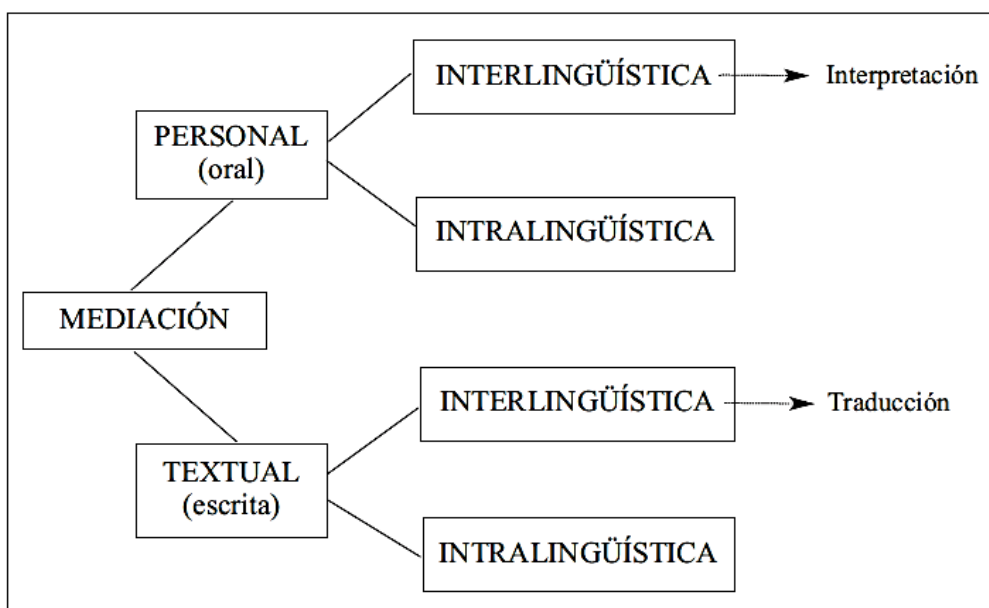 INTERLINGÜÍSTICA
Interpretación
PERSONAL
(oral)
INTRALINGÜÍSTICA
MEDIACIÓN
INTERLINGÜÍSTICA
Traducción
TEXTUAL
(escrita)
INTRALINGÜÍSTICA